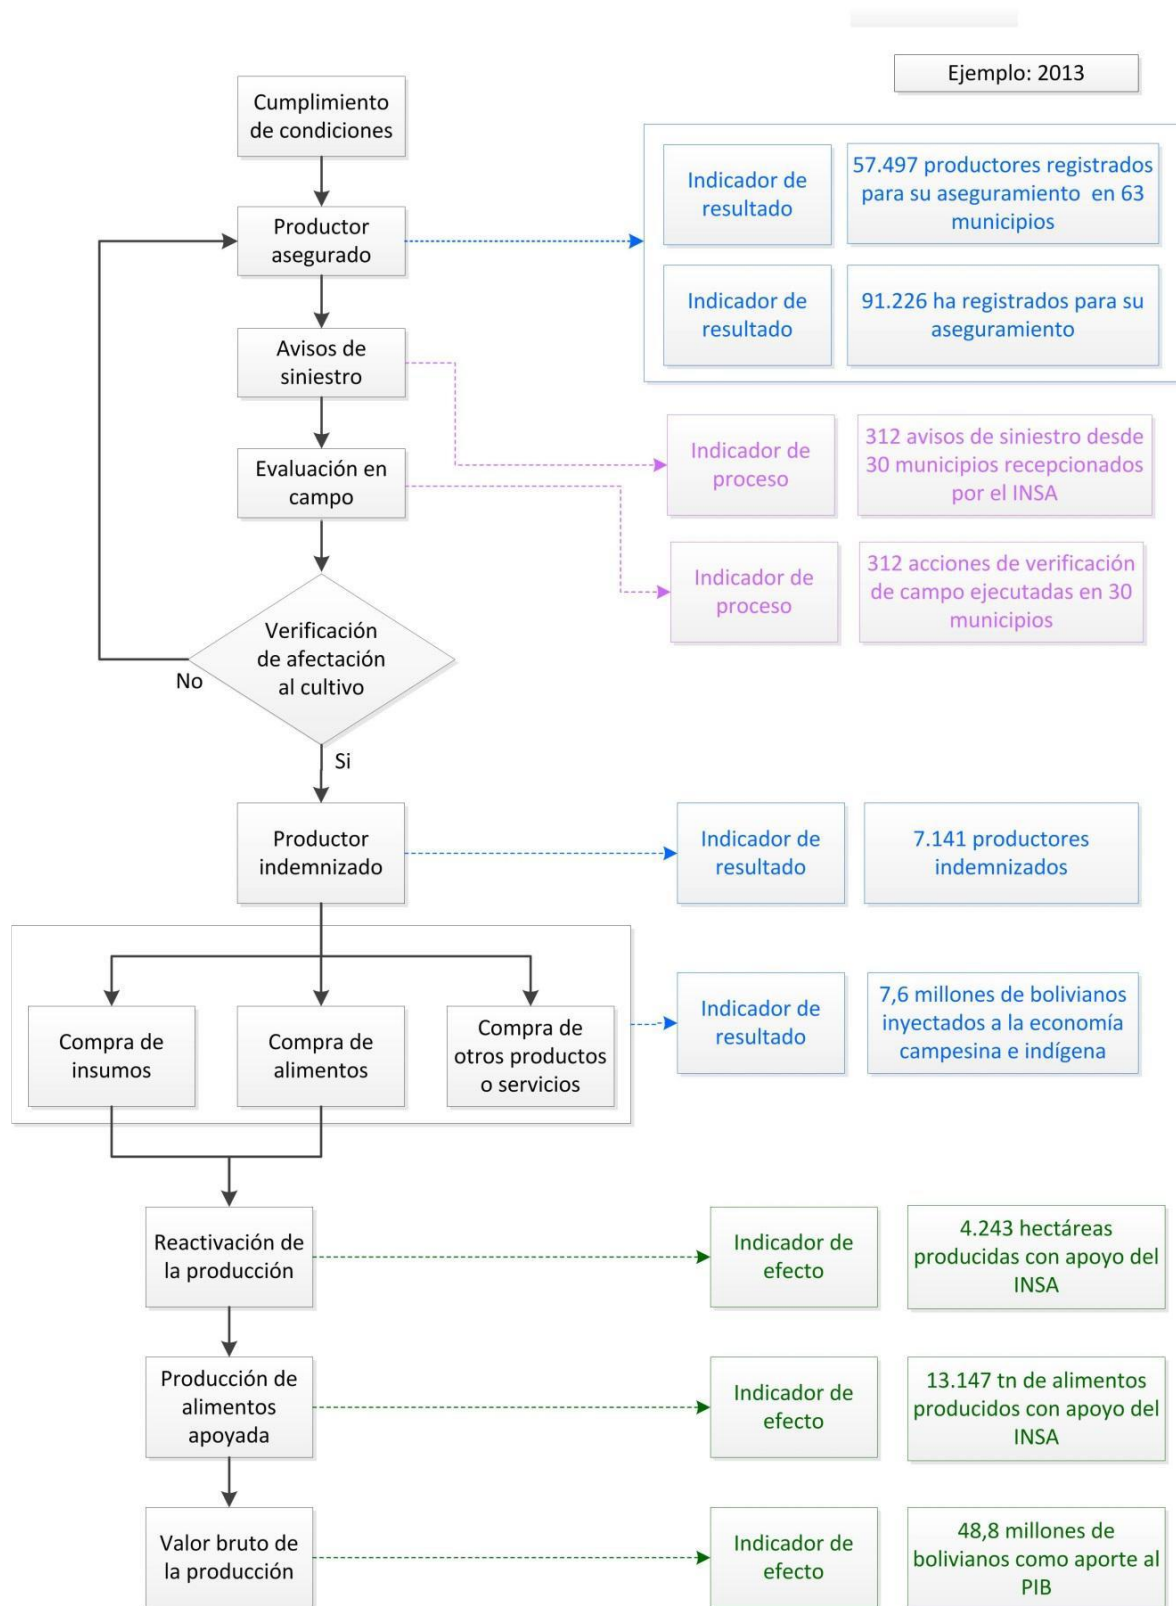 Ejemplo: 2013
Cumplimiento
de condiciones
Indicador de
resultado
57.497 productores registrados
para su aseguramiento en 63
municipios
Productor
asegurado
Indicador de
resultado
91.226 ha registrados para su
aseguramiento
Avisos de
siniestro
Indicador de
proceso
312 avisos de siniestro desde
30 municipios recepcionados
por el INSA
Evaluación en
campo
Indicador de
proceso
312 acciones de verificación
de campo ejecutadas en 30
municipios
Verificación
de afectación
al cultivo
No
Si
Productor
indemnizado
Indicador de
resultado
7.141 productores
indemnizados
Compra de
insumos
Compra de
alimentos
Compra de
otros productos
o servicios
Indicador de
resultado
7,6 millones de bolivianos
inyectados a la economía
campesina e indígena
Reactivación de
la producción
Indicador de
efecto
4.243 hectáreas
producidas con apoyo del
INSA
Producción de
alimentos
apoyada
Indicador de
efecto
13.147 tn de alimentos
producidos con apoyo del
INSA
Valor bruto de
la producción
Indicador de
efecto
48,8 millones de
bolivianos como aporte al
PIB